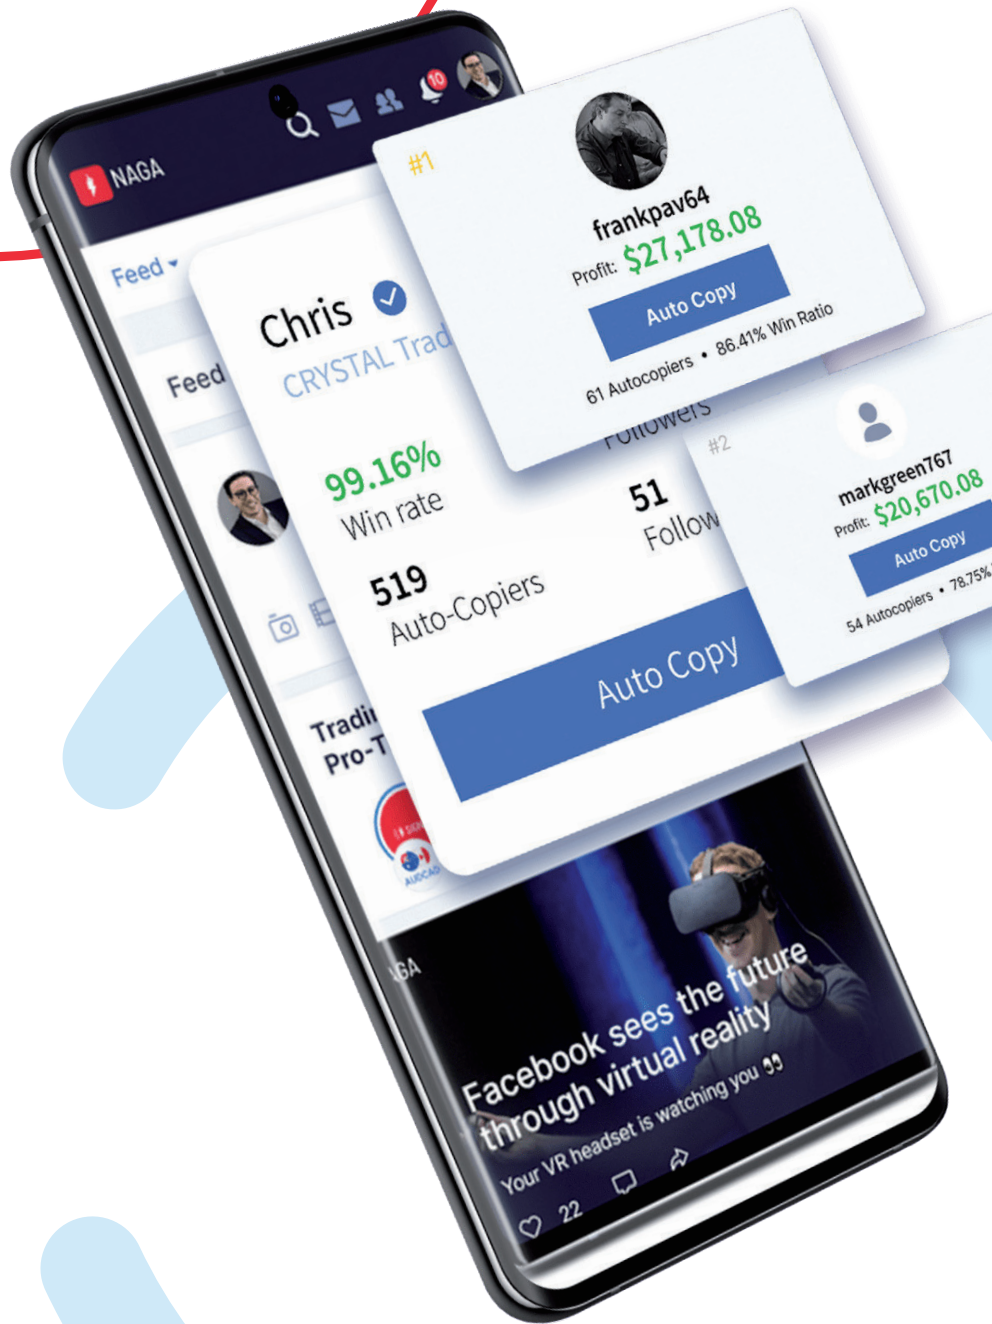 10
NAGA
Feed
Feed
Chris
CRYSTAL Trad
99.16%
Win rate
519
Auto-Copiers
Followers
51
Follow
Auto Copy
#1
frankpav64
Profit: $27,178.08
Auto Copy
61 Autocopiers • 86.41% Win Ratio
#2
markgreen767
Profit: $20,670.08
Auto Copy
54 Autocopiers • 78.75%
Tradin
Pro-T
AUDCAD
Facebook sees the future
through virtual reality
Your VR headset is watching you 👀
22